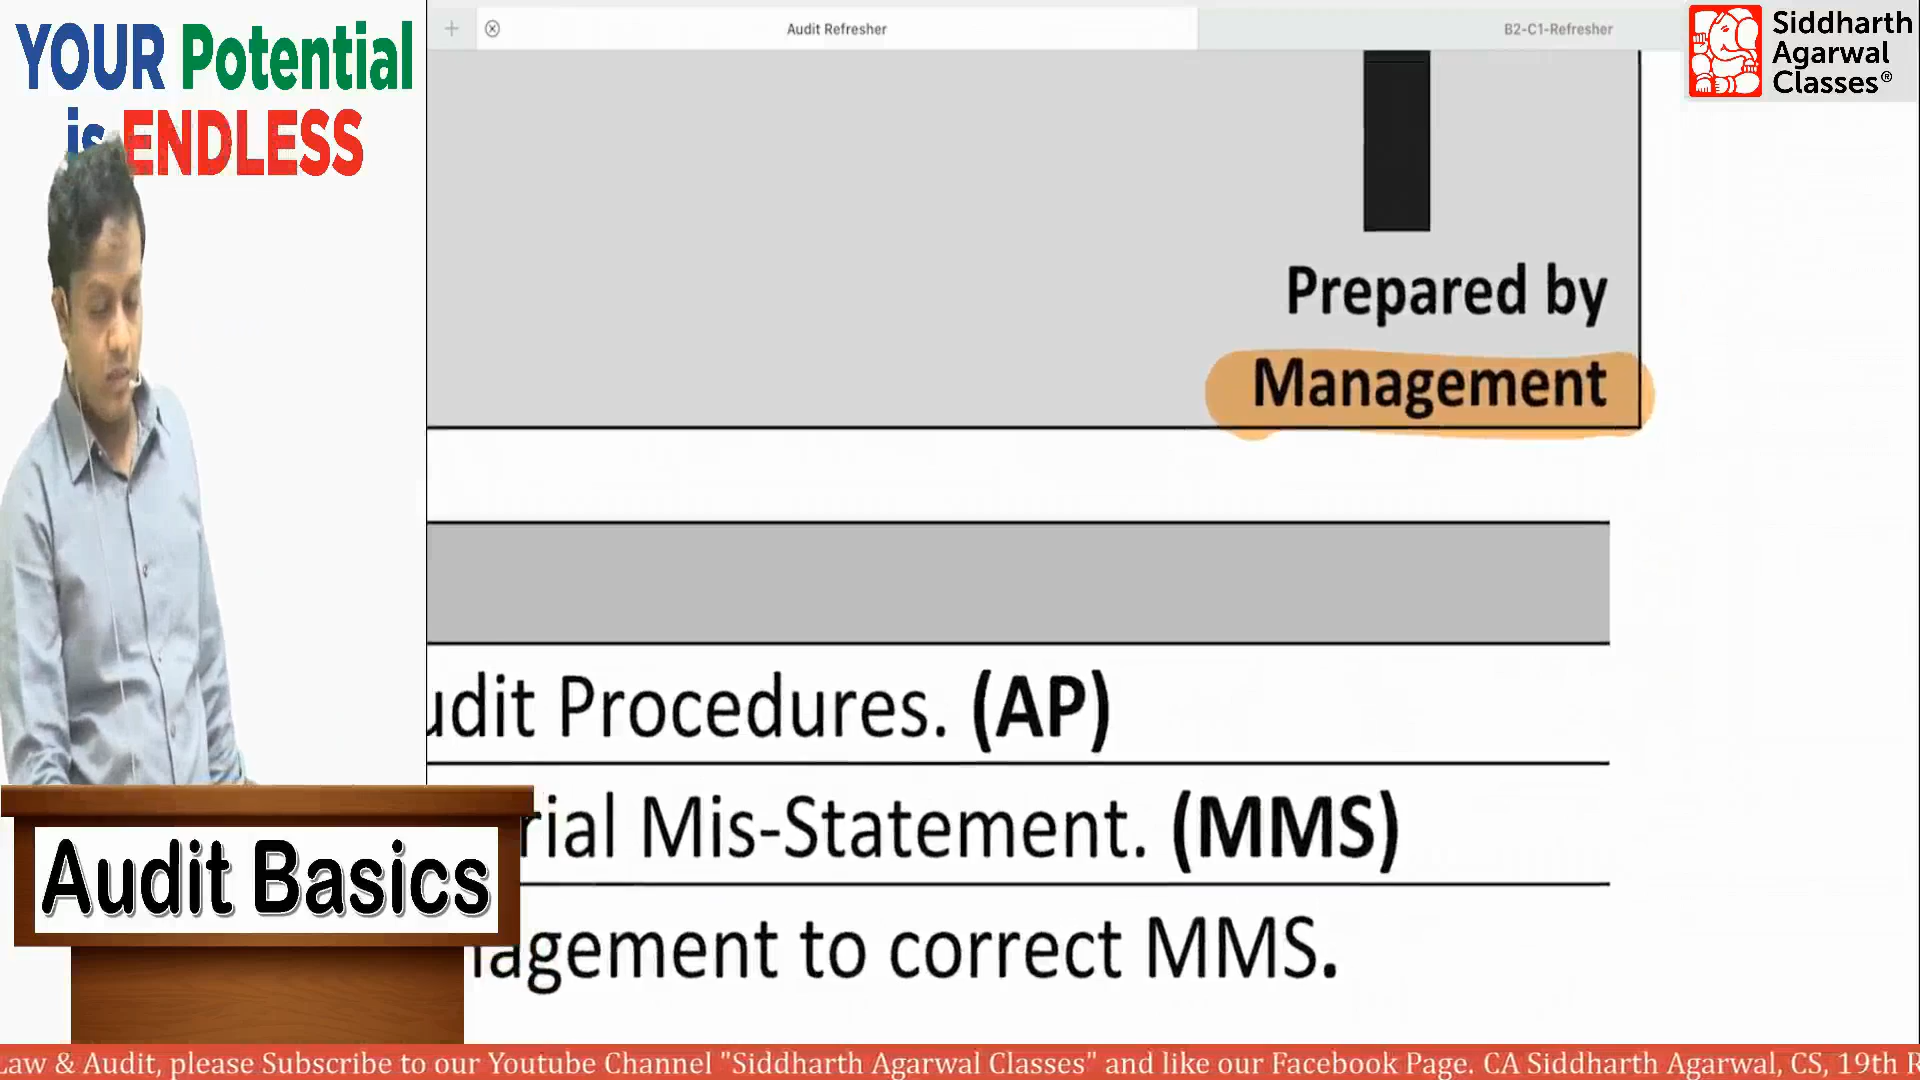 YOUR Potential
is ENDLESS
Audit Refresher
B2-C1-Refresher
Siddharth
Agarwal
Classes®
Prepared by
Management
udit Procedures. (AP)
rial Mis-Statement. (MMS)
agement to correct MMS.
Audit Basics
Law & Audit, please Subscribe to our Youtube Channel "Siddharth Agarwal Classes" and like our Facebook Page. CA Siddharth Agarwal, CS, 19th R